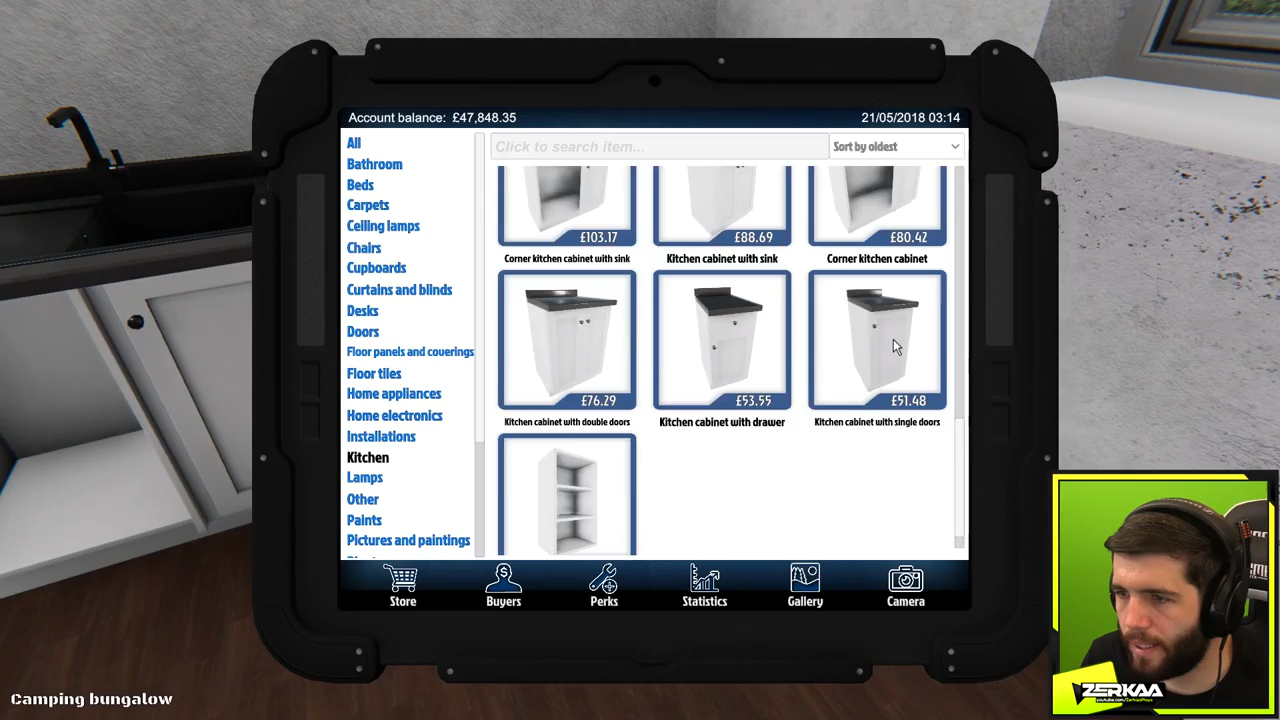 Account balance: £47,848.35
21/05/2018 03:14
All
Bathroom
Beds
Carpets
Ceiling lamps
Chairs
Cupboards
Curtains and blinds
Desks
Doors
Floor panels and coverings
Floor tiles
Home appliances
Home electronics
Installations
Kitchen
Lamps
Other
Paints
Pictures and paintings
Click to search item...
Sort by oldest
£103.17
£88.69
£80.42
Corner kitchen cabinet with sink
Kitchen cabinet with sink
Corner kitchen cabinet
£76.29
£53.55
£51.48
Kitchen cabinet with double doors
Kitchen cabinet with drawer
Kitchen cabinet with single doors
Store
Buyers
Perks
Statistics
Gallery
Camera
Camping bungalow
ZERKAA
youtube.com/ZerkaaPlays